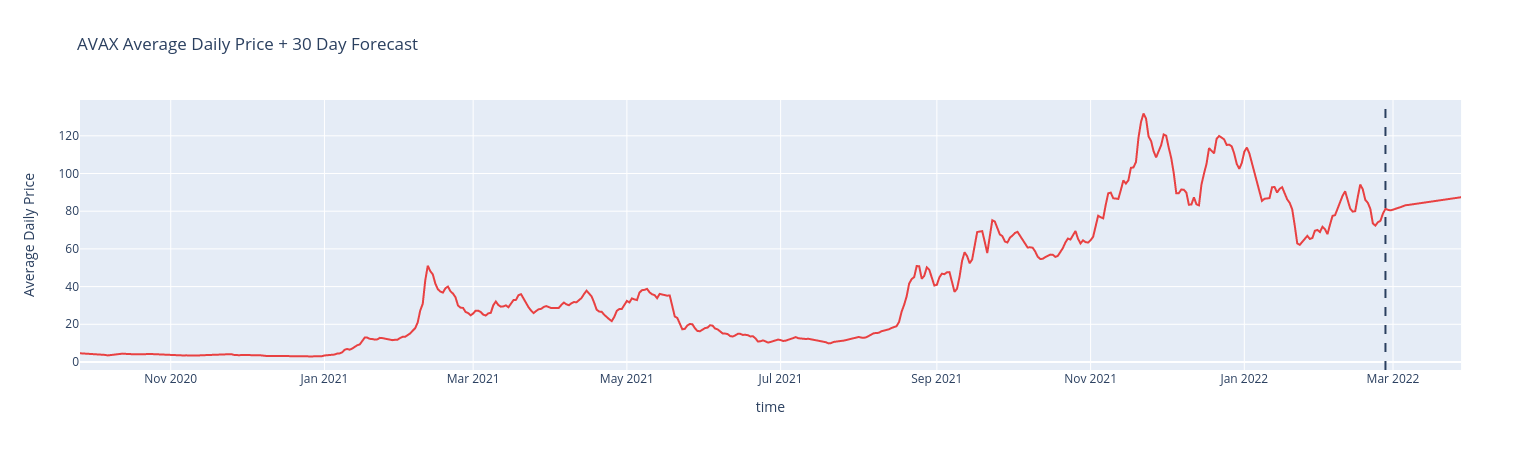 AVAX Average Daily Price + 30 Day Forecast
Average Daily Price
120
100
80
60
40
20
0
Nov 2020 Jan 2021 Mar 2021 May 2021 Jul 2021 Sep 2021 Nov 2021 Jan 2022 Mar 2022
time